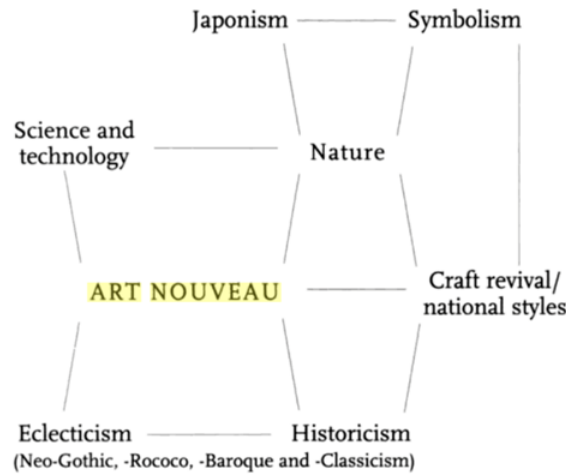 Japonism Symbolism
Science and
technology
Nature
ART NOUVEAU
Craft revival/
national styles
Eclecticism Historicism
(Neo-Gothic, -Rococo, -Baroque and -Classicism)